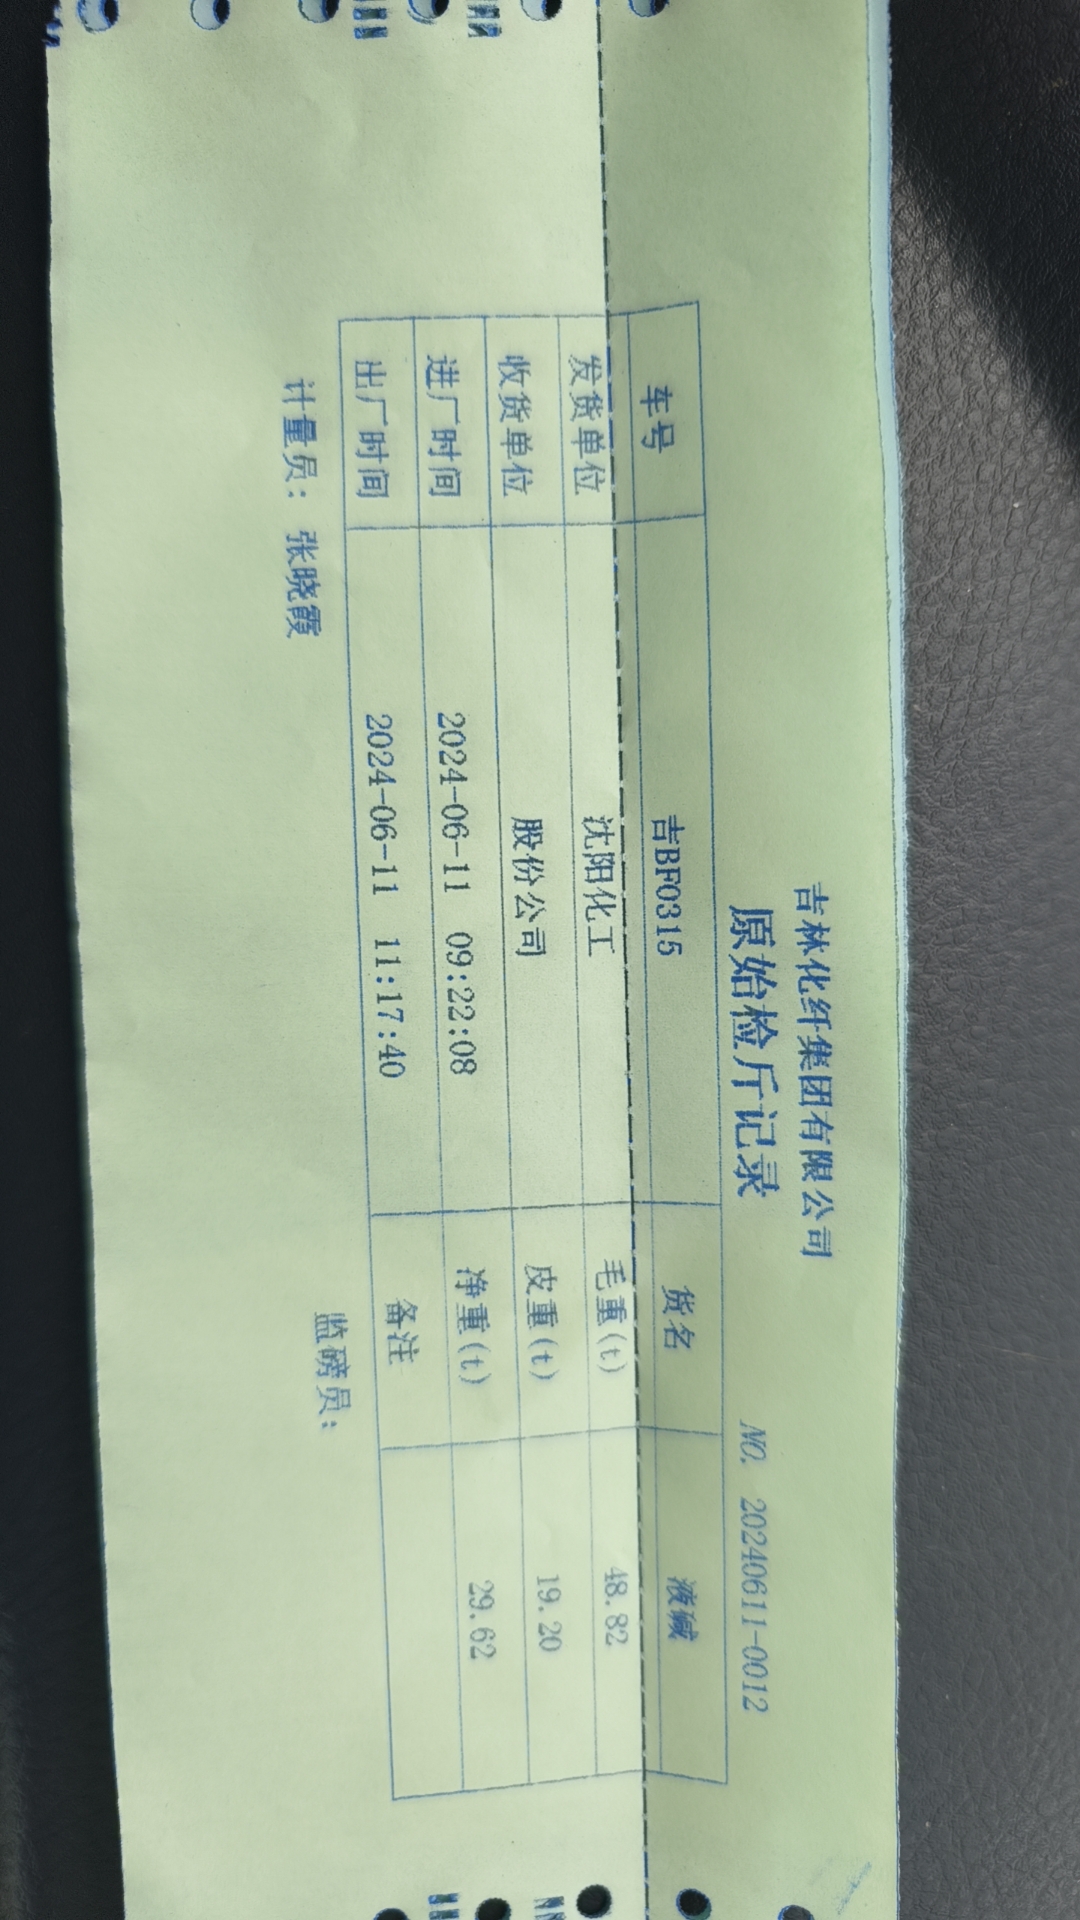 吉林化纤集团有限公司
原始检斤记录
NO. 20240611-0012
车号 吉BF0315 货名 液碱
发货单位 沈阳化工 毛重(t) 48.82
收货单位 股份公司 皮重(t) 19.20
进厂时间 2024-06-11 09:22:08 净重(t) 29.62
出厂时间 2024-06-11 11:17:40 备注
计量员: 张晓霞 监磅员: